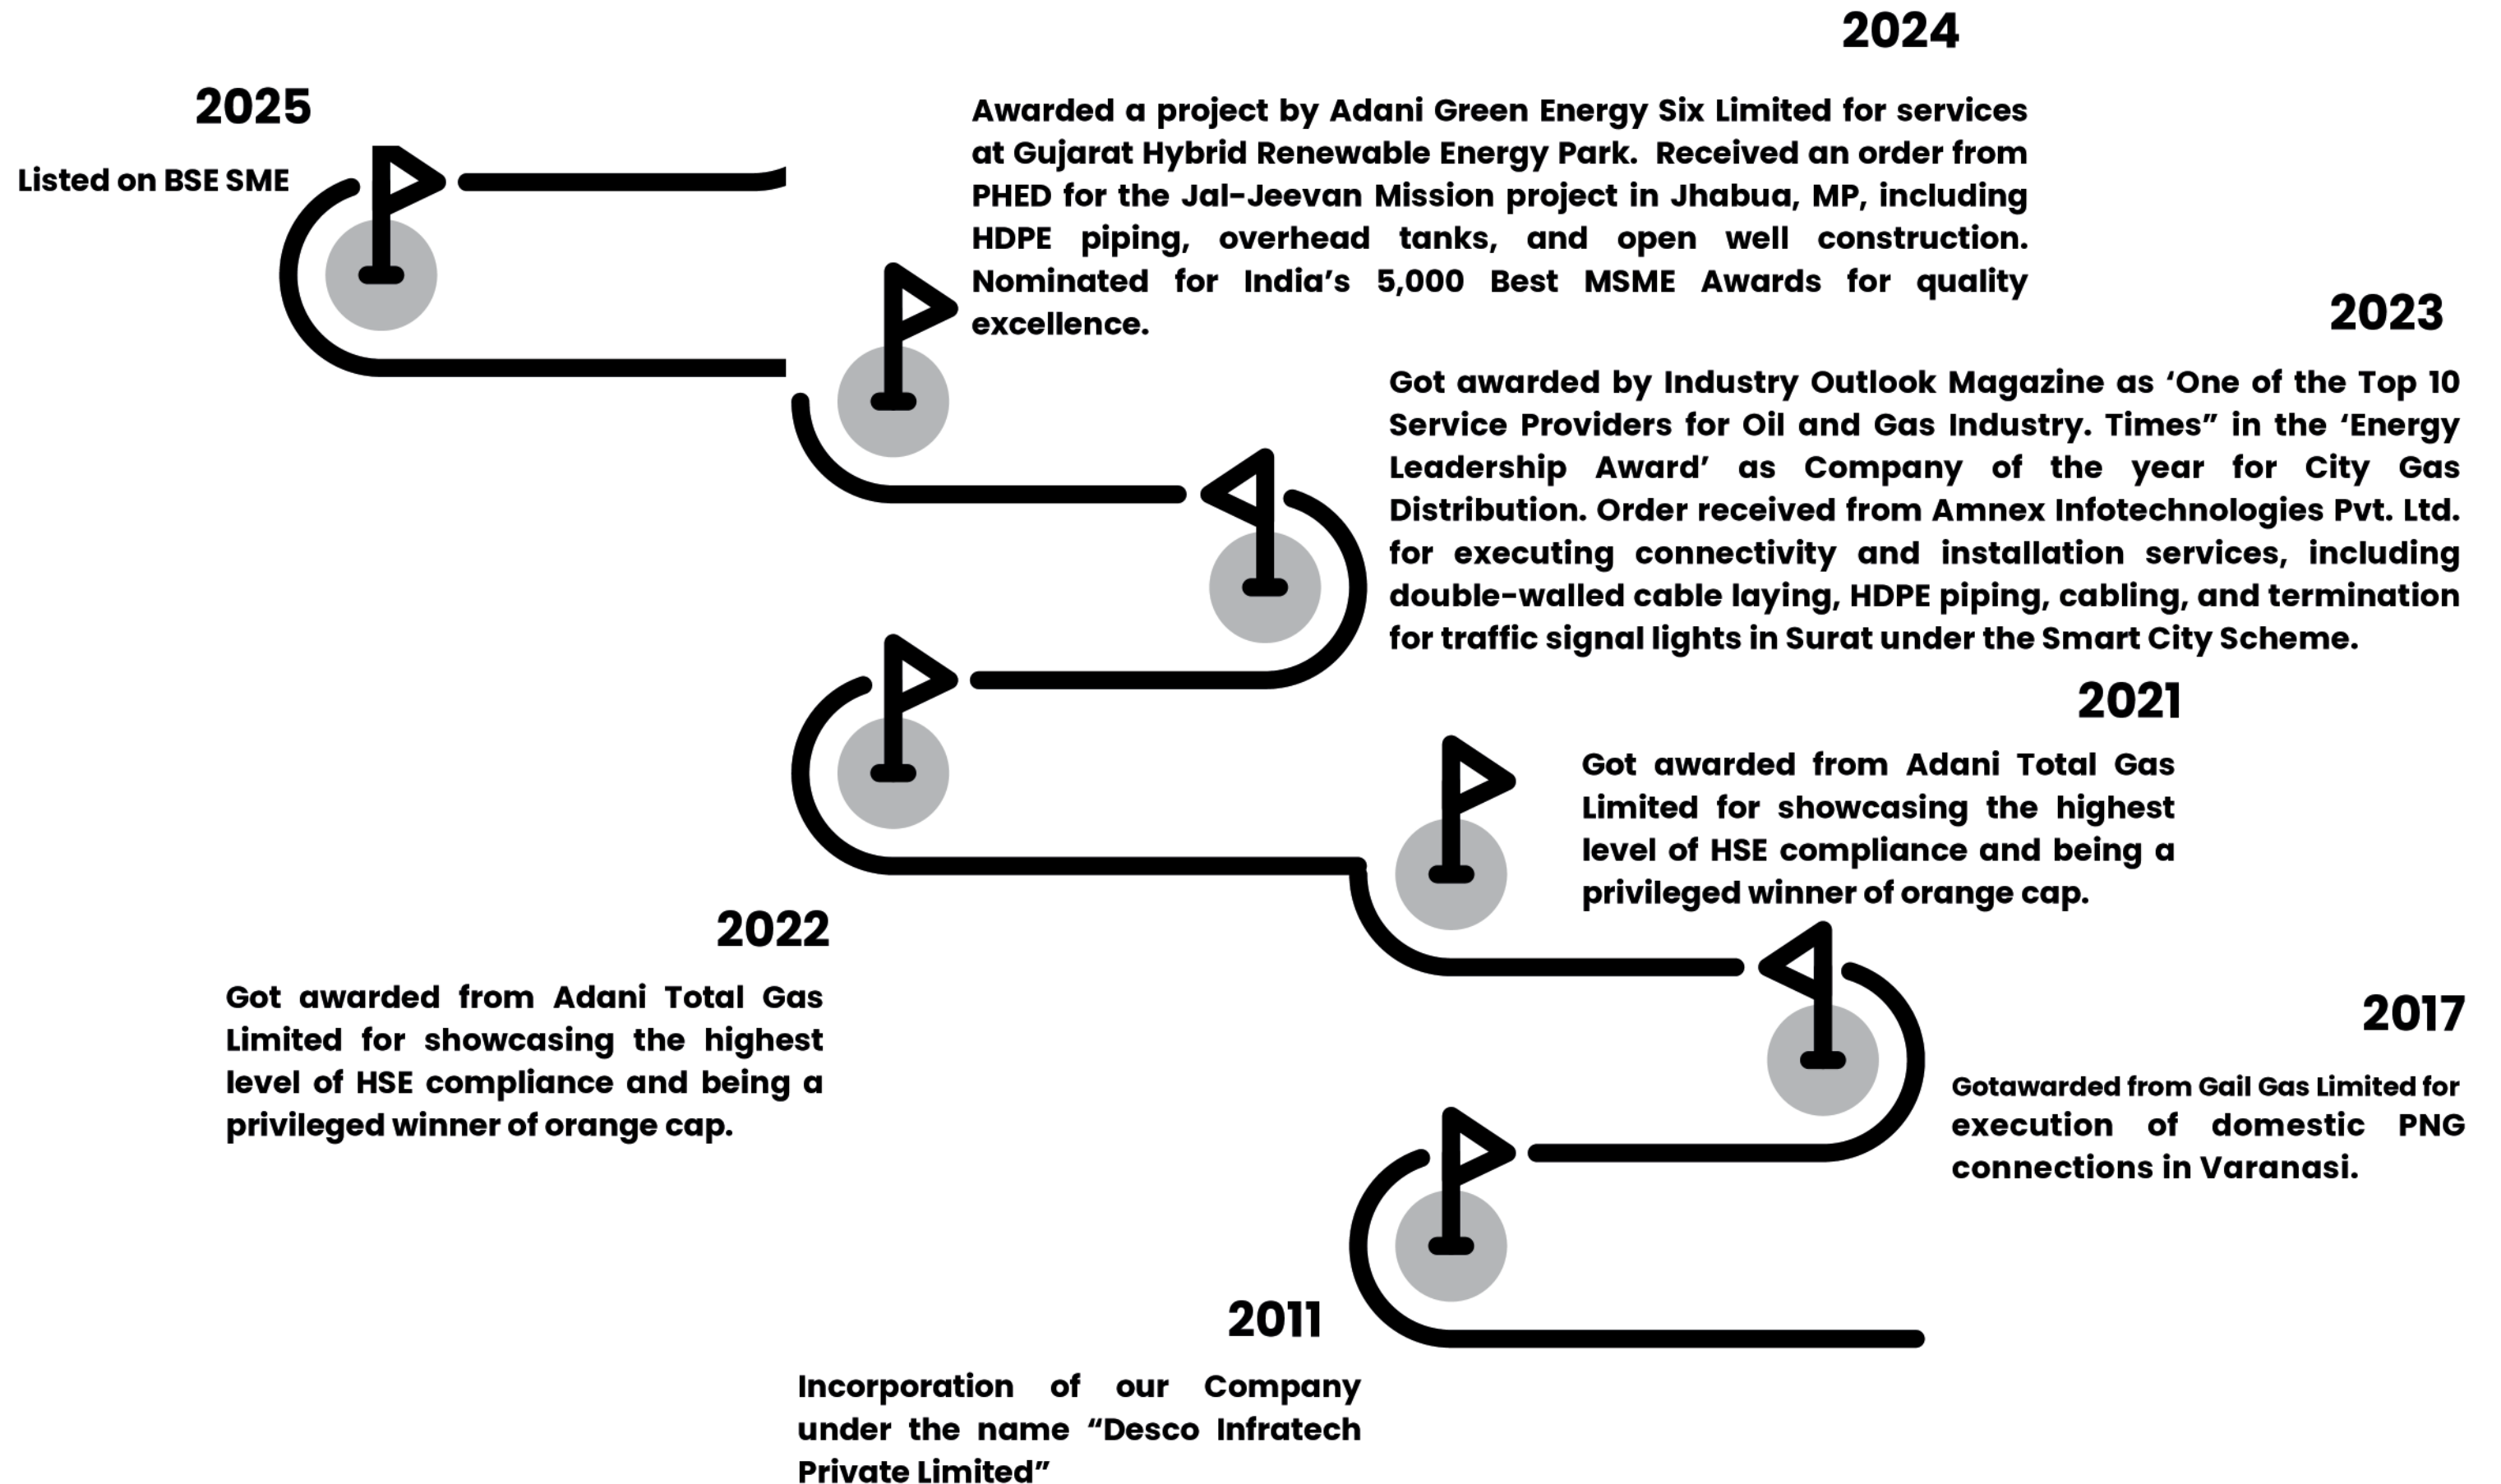 2024
Awarded a project by Adani Green Energy Six Limited for services
at Gujarat Hybrid Renewable Energy Park. Received an order from
PHED for the Jal-Jeevan Mission project in Jhabua, MP, including
HDPE piping, overhead tanks, and open well construction.
Nominated for India’s 5,000 Best MSME Awards for quality
excellence.
2025
Listed on BSE SME
2023
Got awarded by Industry Outlook Magazine as ‘One of the Top 10
Service Providers for Oil and Gas Industry. Times” in the ‘Energy
Leadership Award’ as Company of the year for City Gas
Distribution. Order received from Amnex Infotechnologies Pvt. Ltd.
for executing connectivity and installation services, including
double-walled cable laying, HDPE piping, cabling, and termination
for traffic signal lights in Surat under the Smart City Scheme.
2021
Got awarded from Adani Total Gas
Limited for showcasing the highest
level of HSE compliance and being a
privileged winner of orange cap.
2022
Got awarded from Adani Total Gas
Limited for showcasing the highest
level of HSE compliance and being a
privileged winner of orange cap.
2017
Gotawarded from Gail Gas Limited for
execution of domestic PNG
connections in Varanasi.
2011
Incorporation of our Company
under the name “Desco Infratech
Private Limited”